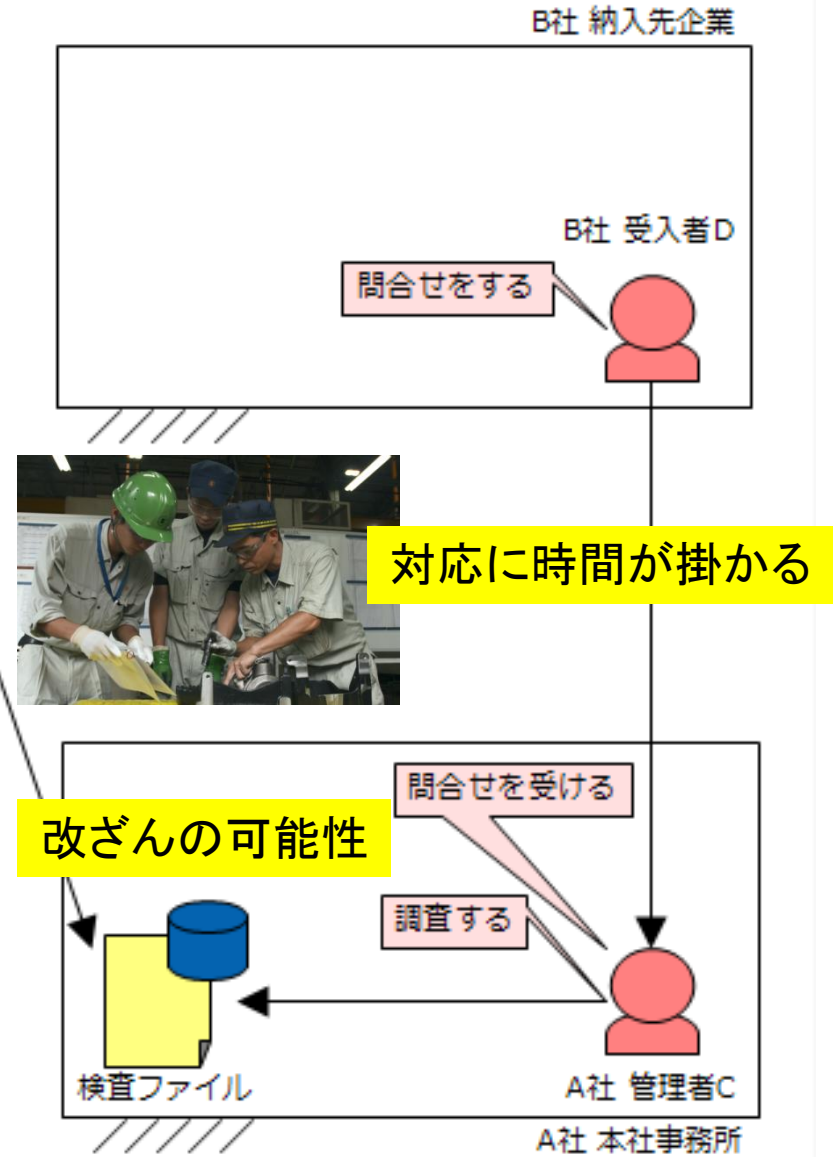 B社 納入先企業
B社 受入者D
問合せをする
対応に時間が掛かる
問合せを受ける
改ざんの可能性
調査する
検査ファイル
A社 管理者C
A社 本社事務所